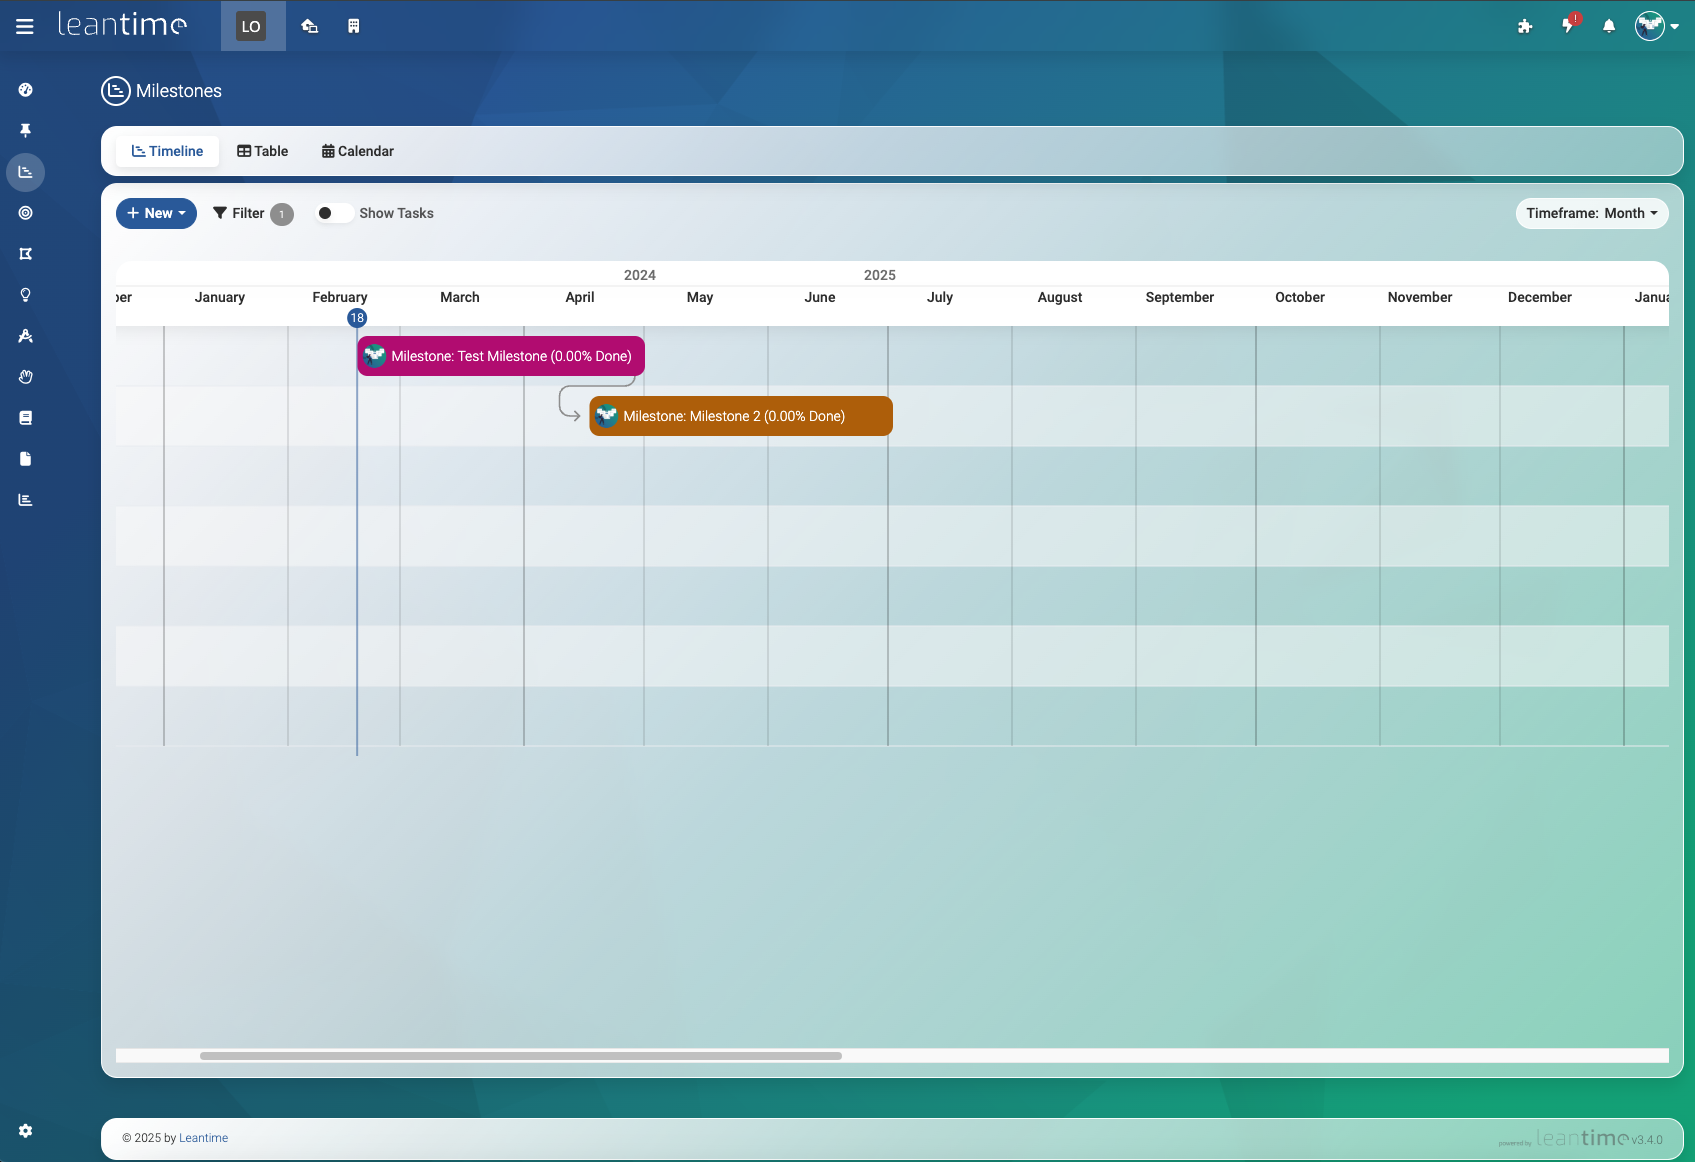 leantime
LO
!
Milestones
Timeline
Table
Calendar
New
Filter 1
Show Tasks
Timeframe: Month
2024
2025
ber
January
February
March
April
May
June
July
August
September
October
November
December
Janua
18
Milestone: Test Milestone (0.00% Done)
Milestone: Milestone 2 (0.00% Done)
© 2025 by Leantime
powered by leantime v3.4.0